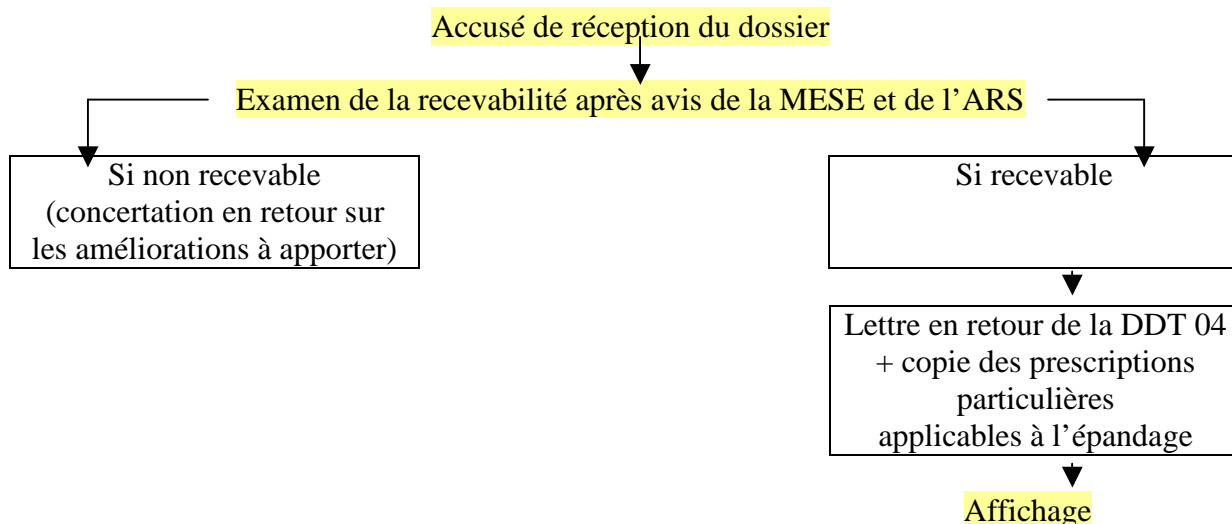 Accusé de réception du dossier
Examen de la recevabilité après avis de la MESE et de l’ARS
Si non recevable
(concertation en retour sur
les améliorations à apporter)
Si recevable
Lettre en retour de la DDT 04
+ copie des prescriptions
particulières
applicables à l’épandage
Affichage